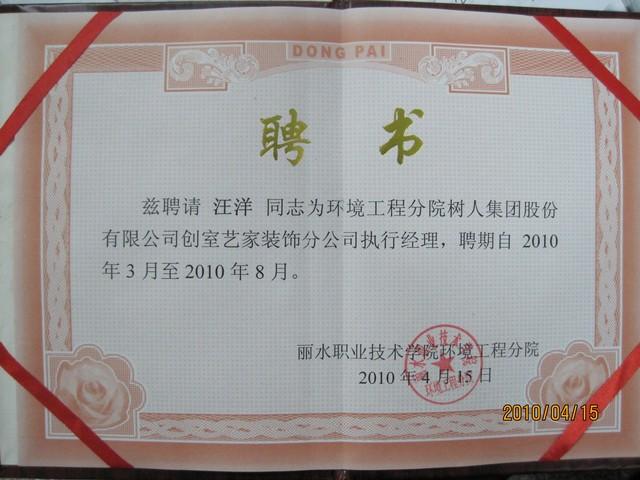 DONG PAI
聘 书
兹聘请 汪洋 同志为环境工程分院树人集团股份
有限公司创室艺家装饰分公司执行经理，聘期自 2010
年 3 月至 2010 年 8 月。
丽水职业技术学院环境工程分院
2010 年 4 月 15 日
2010/04/15